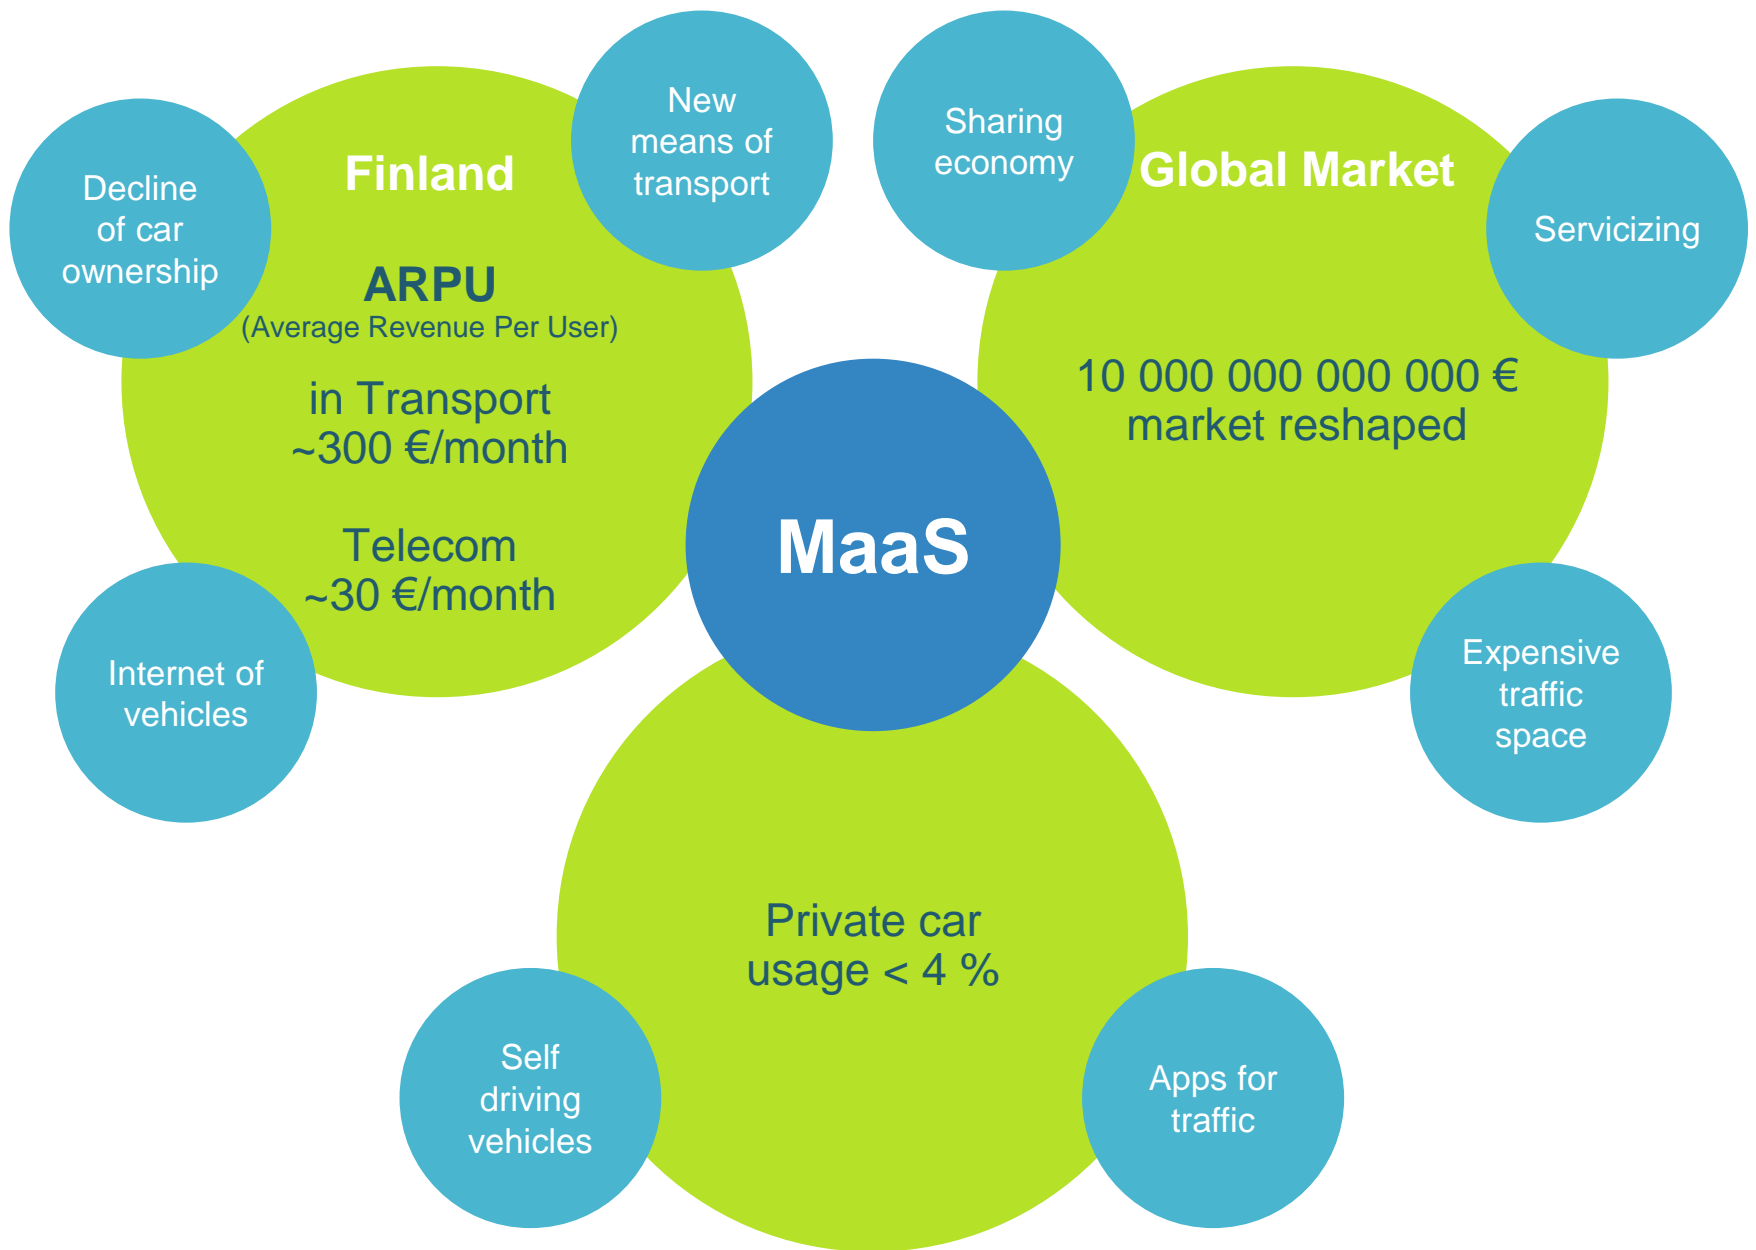 Decline
of car
ownership
Finland
New
means of
transport
ARPU
(Average Revenue Per User)
in Transport
~300 €/month
Telecom
~30 €/month
Internet of
vehicles
Sharing
economy
Global Market
Servicizing
10 000 000 000 000 €
market reshaped
Expensive
traffic
space
MaaS
Private car
usage < 4 %
Self
driving
vehicles
Apps for
traffic